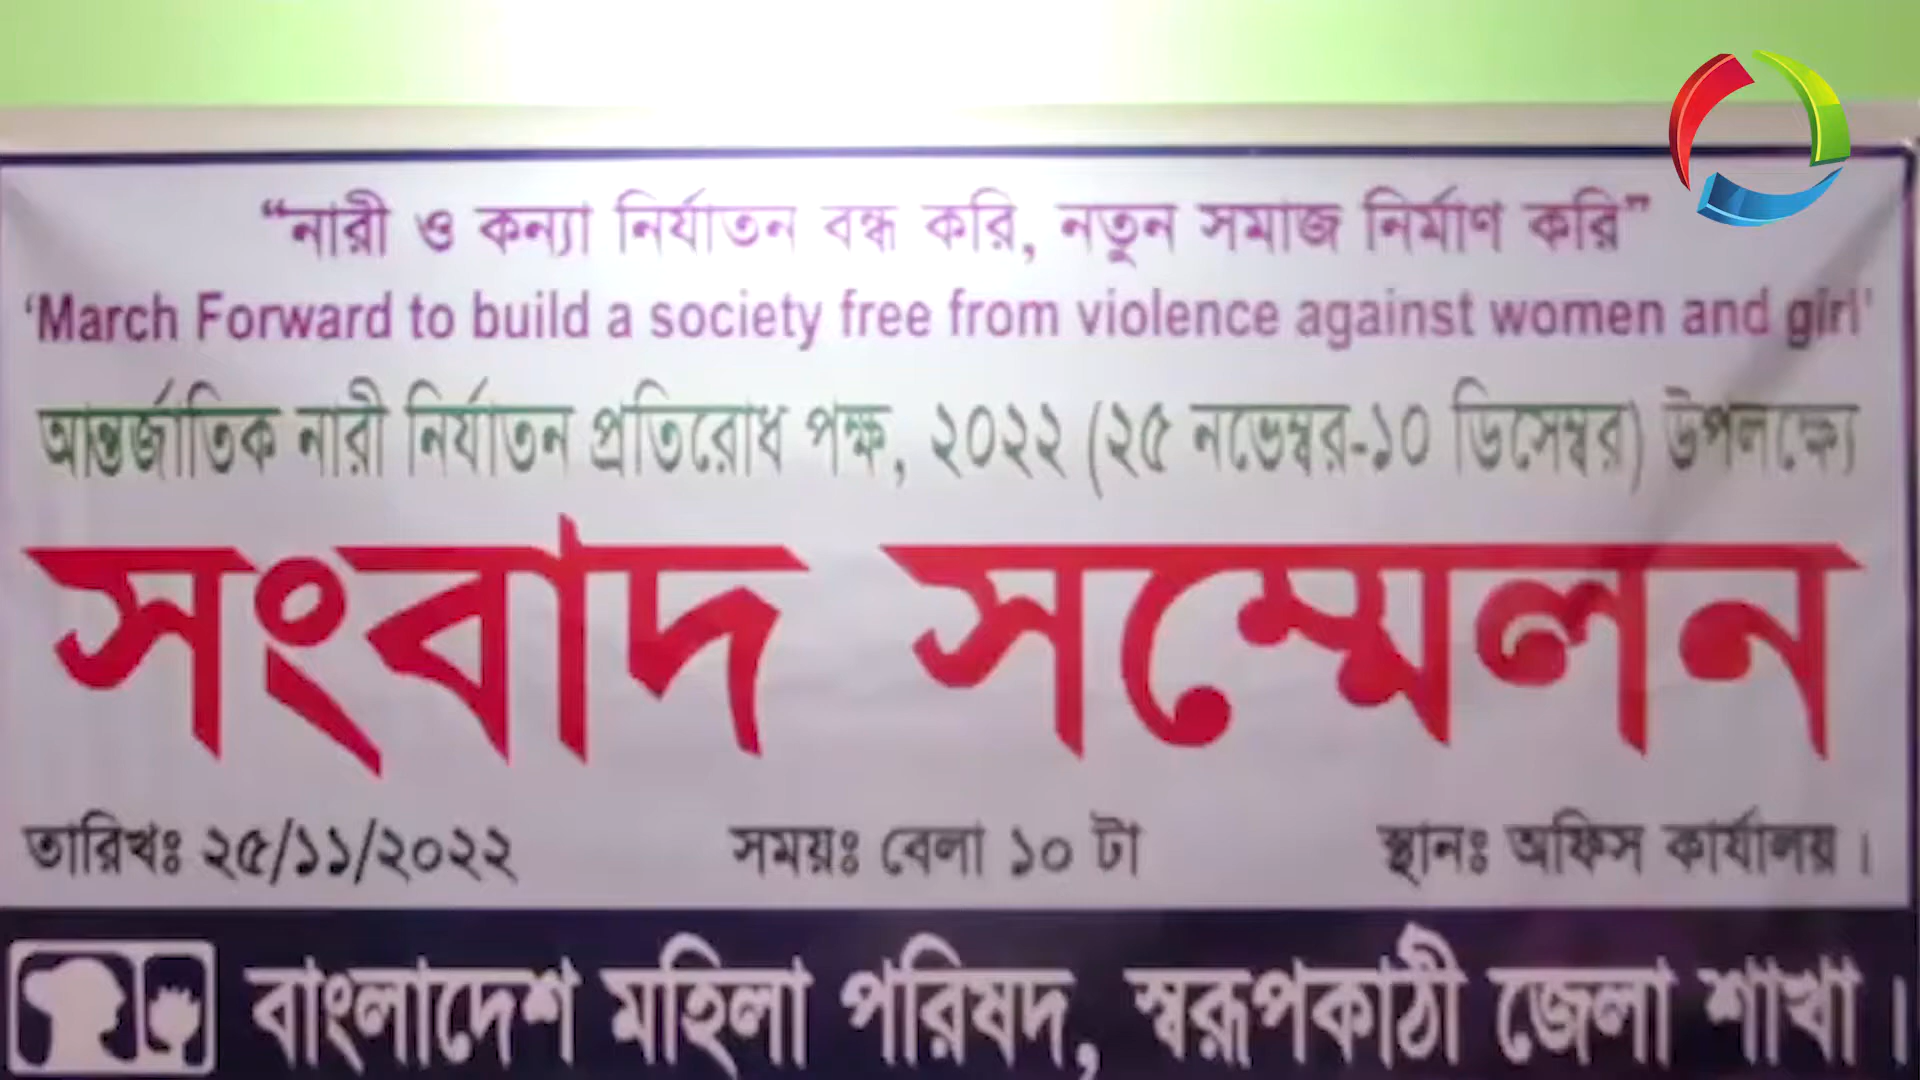 “নারী ও কন্যা নির্যাতন বন্ধ করি, নতুন সমাজ নির্মাণ করি”
‘March Forward to build a society free from violence against women and girl’
আন্তর্জাতিক নারী নির্যাতন প্রতিরোধ পক্ষ, ২০২২ (২৫ নভেম্বর-১০ ডিসেম্বর) উপলক্ষ্যে
সংবাদ সম্মেলন
তারিখঃ ২৫/১১/২০২২ সময়ঃ বেলা ১০ টা স্থানঃ অফিস কার্যালয় ।
বাংলাদেশ মহিলা পরিষদ, স্বরূপকাঠী জেলা শাখা ।